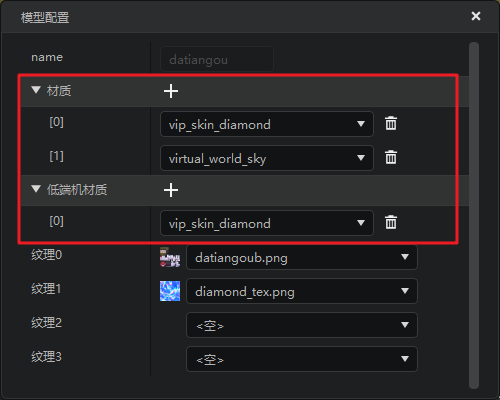 模型配置
name
datiangou
材质
[0]
vip_skin_diamond
[1]
virtual_world_sky
低端机材质
[0]
vip_skin_diamond
纹理0
datiangoub.png
纹理1
diamond_tex.png
纹理2
<空>
纹理3
<空>